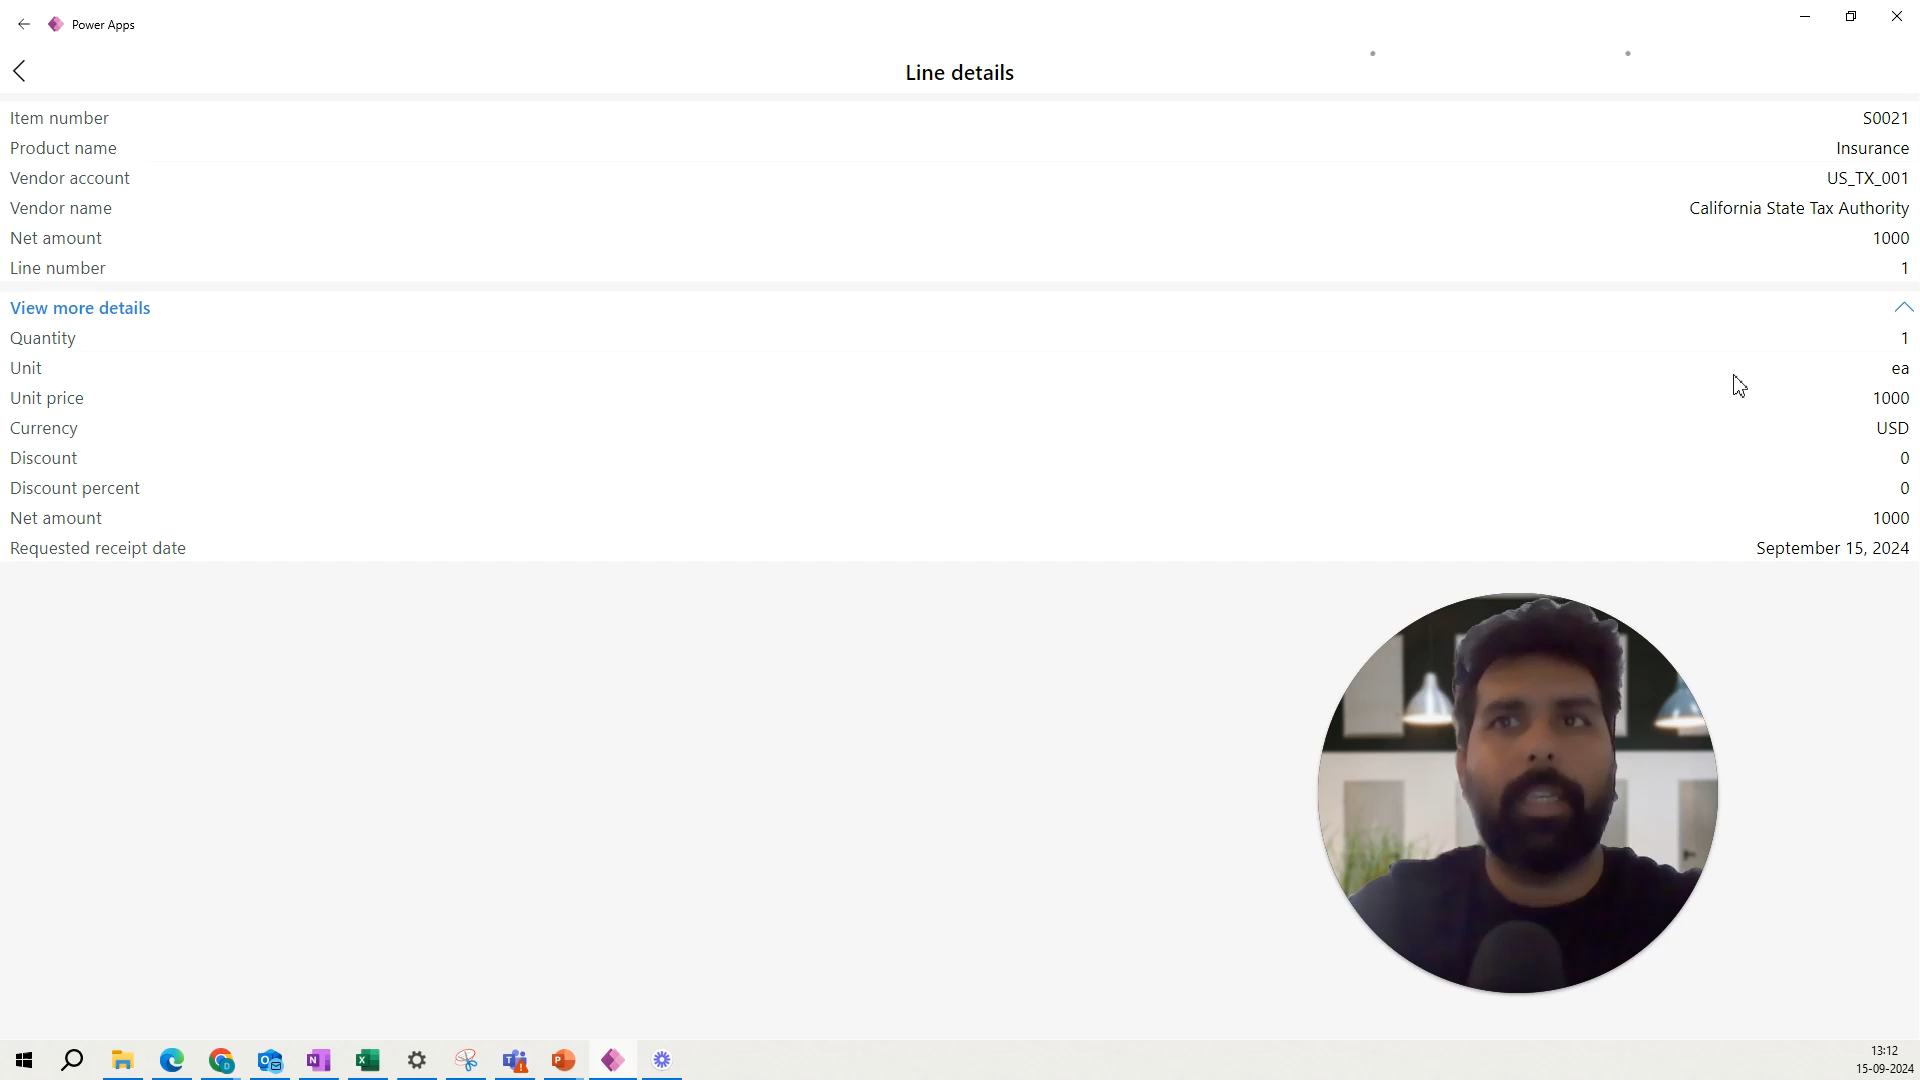 Power Apps
Line details
Item number S0021
Product name Insurance
Vendor account US_TX_001
Vendor name California State Tax Authority
Net amount 1000
Line number 1
View more details
Quantity 1
Unit ea
Unit price 1000
Currency USD
Discount 0
Discount percent 0
Net amount 1000
Requested receipt date September 15, 2024
13:12
15-09-2024